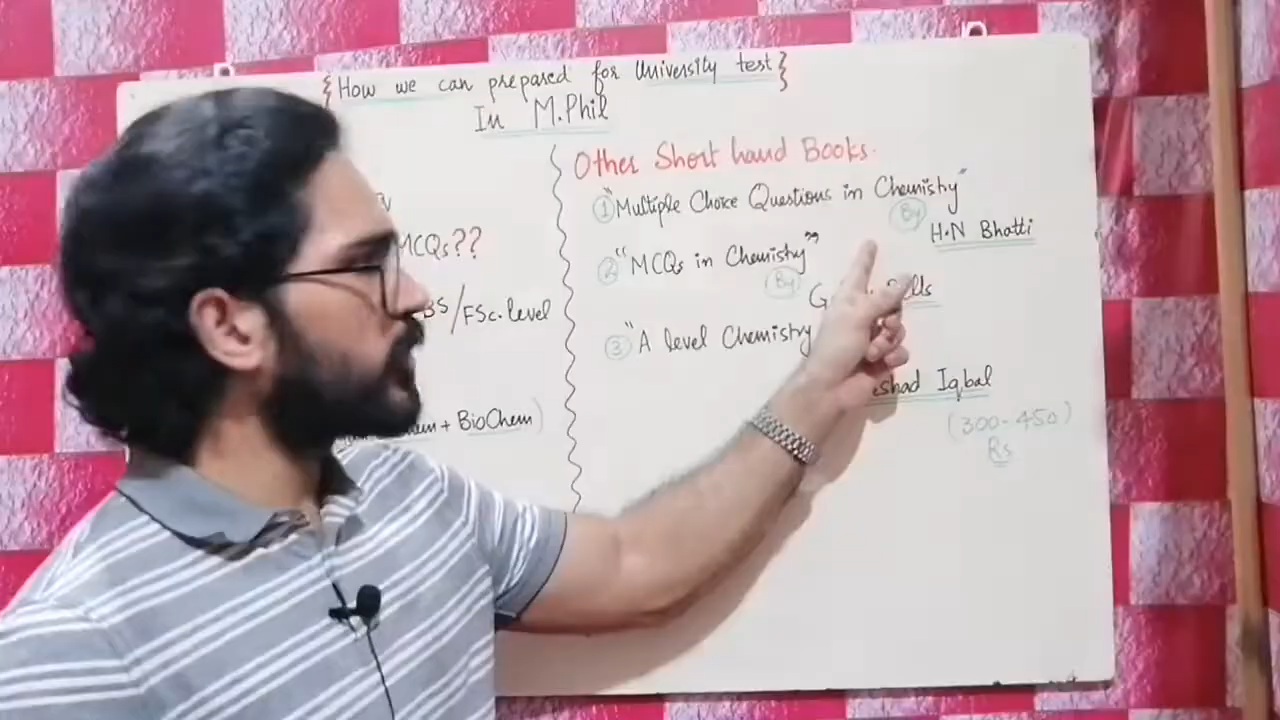 {How we can prepared for University test}
In M.Phil
MCQs??
BS/FSc. level
+ BioChem)
Other Short hand Books.
① "Multiple Choice Questions in Chemistry"
By H.N Bhatti
② "MCQs in Chemistry"
By
③ "A level Chemistry
Iqbal
(300-450)
Rs